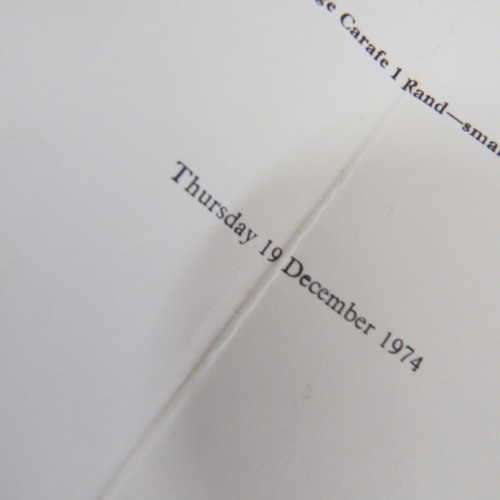 Carafe 1 Rand—
Thursday 19 December 1974